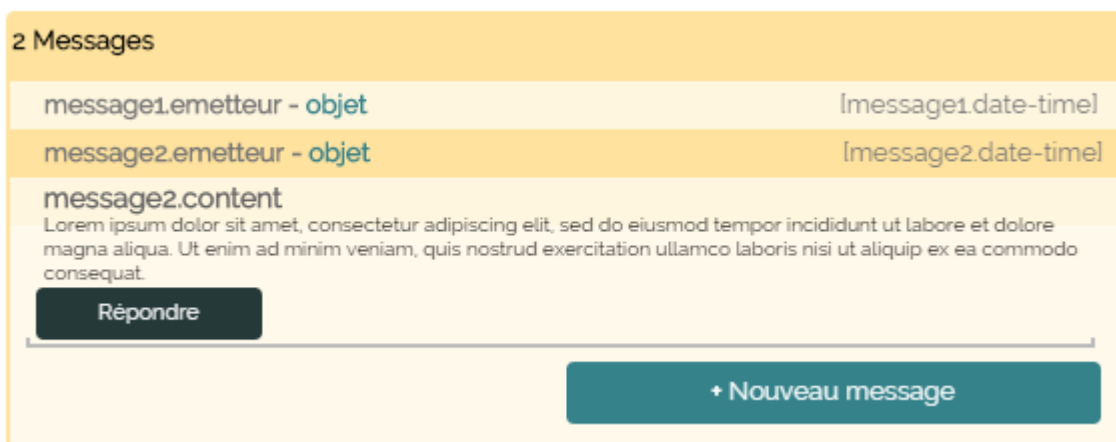 2 Messages
message1.emetteur - objet [message1.date-time]
message2.emetteur - objet [message2.date-time]
message2.content
Lorem ipsum dolor sit amet, consectetur adipiscing elit, sed do eiusmod tempor incididunt ut labore et dolore
magna aliqua. Ut enim ad minim veniam, quis nostrud exercitation ullamco laboris nisi ut aliquip ex ea commodo
consequat.
Répondre
+ Nouveau message